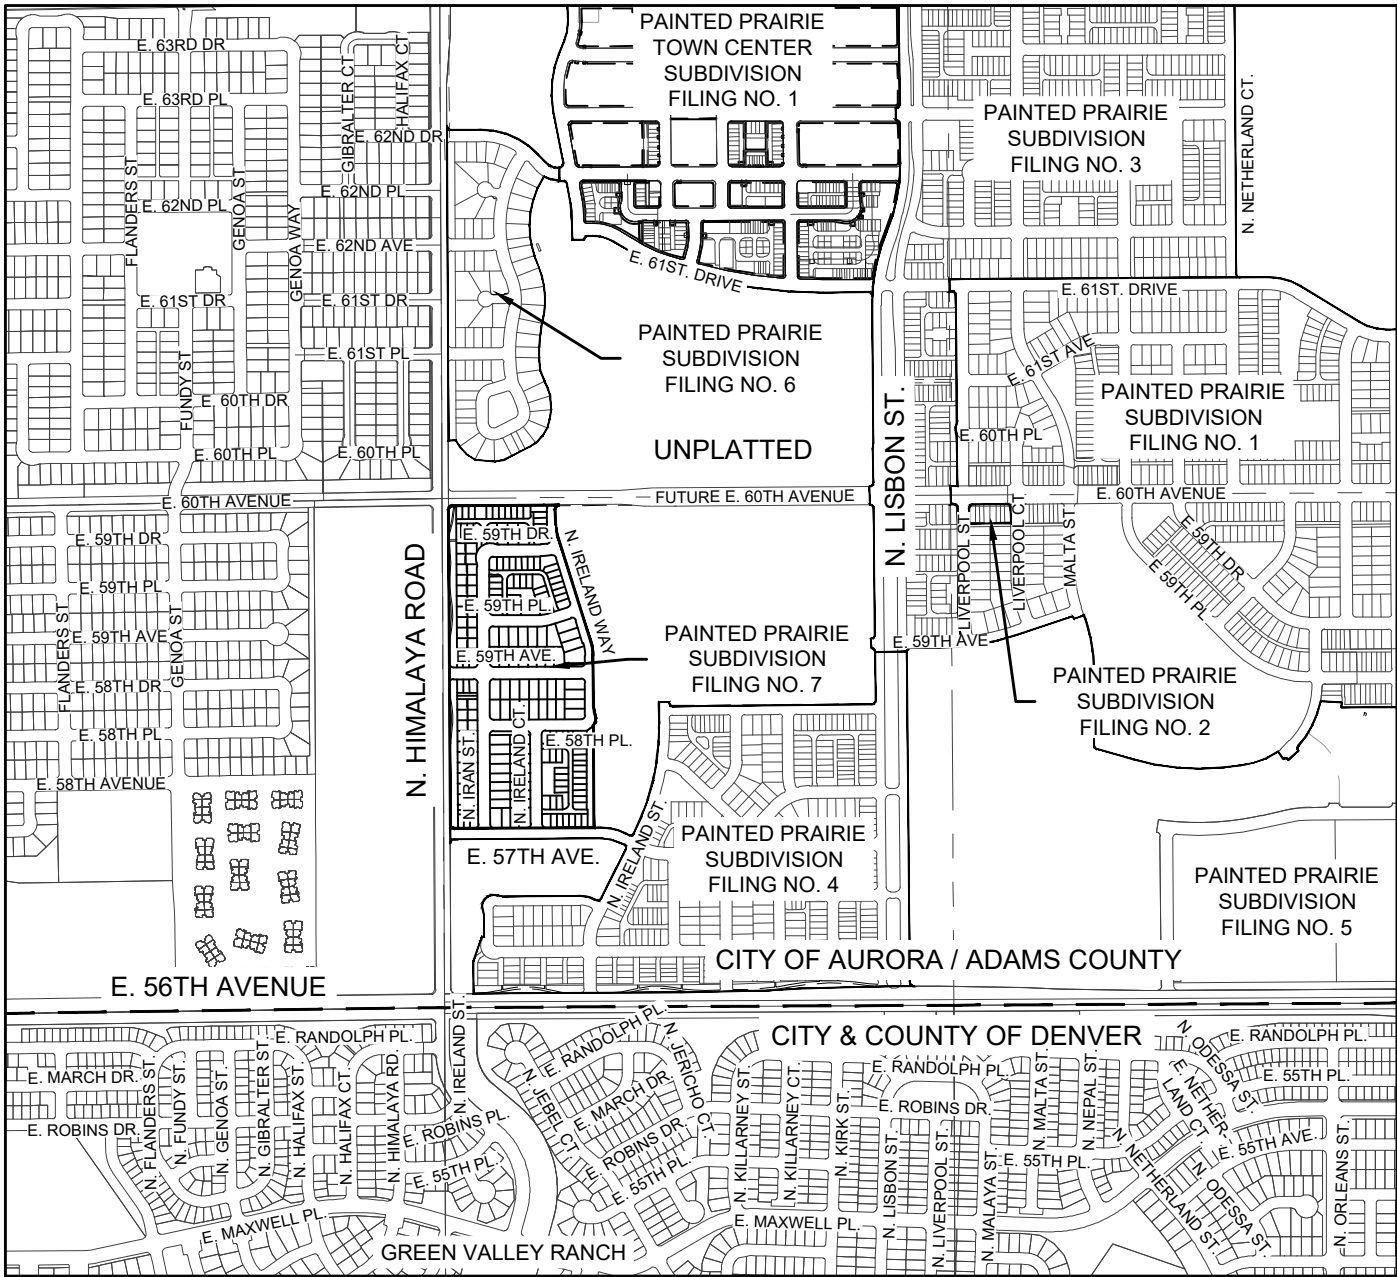 PAINTED PRAIRIE
TOWN CENTER
SUBDIVISION
FILING NO. 1
E. 63RD DR
GIBRALTER CT
HALIFAX CT
E. 63RD PL
E. 62ND DR
N. NETHERLAND CT.
PAINTED PRAIRIE
SUBDIVISION
FILING NO. 3
FLANDERS ST
GENOA ST
E. 62ND PL
E. 62ND PL
GENOA WAY
E. 62ND AVE
E. 61ST. DRIVE
E. 61ST DR
E. 61ST DR
E. 61ST. DRIVE
PAINTED PRAIRIE
SUBDIVISION
FILING NO. 6
E. 61ST PL
E. 61ST AVE
FUNDY ST
E. 60TH DR
N. LISBON ST.
PAINTED PRAIRIE
SUBDIVISION
FILING NO. 1
UNPLATTED
E. 60TH PL
E. 60TH PL
E. 60TH PL
E. 60TH AVENUE
FUTURE E. 60TH AVENUE
E. 60TH AVENUE
E. 59TH DR
E. 59TH DR.
N. IRELAND WAY
LIVERPOOL ST
LIVERPOOL CT
MALTA ST
E. 59TH DR
E. 59TH PL
N. HIMALAYA ROAD
E. 59TH PL
E. 59TH PL.
FLANDERS ST
GENOA ST
E. 59TH AVE
E. 59TH AVE.
E. 59TH AVE
PAINTED PRAIRIE
SUBDIVISION
FILING NO. 7
PAINTED PRAIRIE
SUBDIVISION
FILING NO. 2
E. 58TH DR
E. 58TH PL
E. 58TH PL.
N. IRAN ST.
N. IRELAND CT.
E. 58TH AVENUE
N. IRELAND ST.
E. 57TH AVE.
PAINTED PRAIRIE
SUBDIVISION
FILING NO. 4
PAINTED PRAIRIE
SUBDIVISION
FILING NO. 5
CITY OF AURORA / ADAMS COUNTY
E. 56TH AVENUE
CITY & COUNTY OF DENVER
N. IRELAND ST.
E. RANDOLPH PL.
E. RANDOLPH PL.
N. JERICHO CT.
E. RANDOLPH PL.
N. ODESSA ST.
E. RANDOLPH PL.
E. MARCH DR.
N. FLANDERS ST.
N. FUNDY ST.
N. GENOA ST.
N. GIBRALTER ST.
N. HALIFAX ST.
N. HALIFAX CT.
N. HIMALAYA RD.
N. JEBEL CT.
E. MARCH DR.
N. KILLARNEY ST.
N. KILLARNEY CT.
N. KIRK ST.
E. ROBINS DR.
N. MALTA ST.
N. NEPAL ST.
E. NETHER-
LAND CT.
E. 55TH PL.
E. ROBINS DR.
E. ROBINS PL.
E. ROBINS DR.
N. LISBON ST.
N. LIVERPOOL ST.
N. MALAYA ST.
E. 55TH PL.
N. NETHERLAND ST.
E. 55TH AVE.
N. ORLEANS ST.
E. 55TH PL.
E. 55TH PL.
N. ODESSA ST.
E. MAXWELL PL.
E. MAXWELL PL.
GREEN VALLEY RANCH